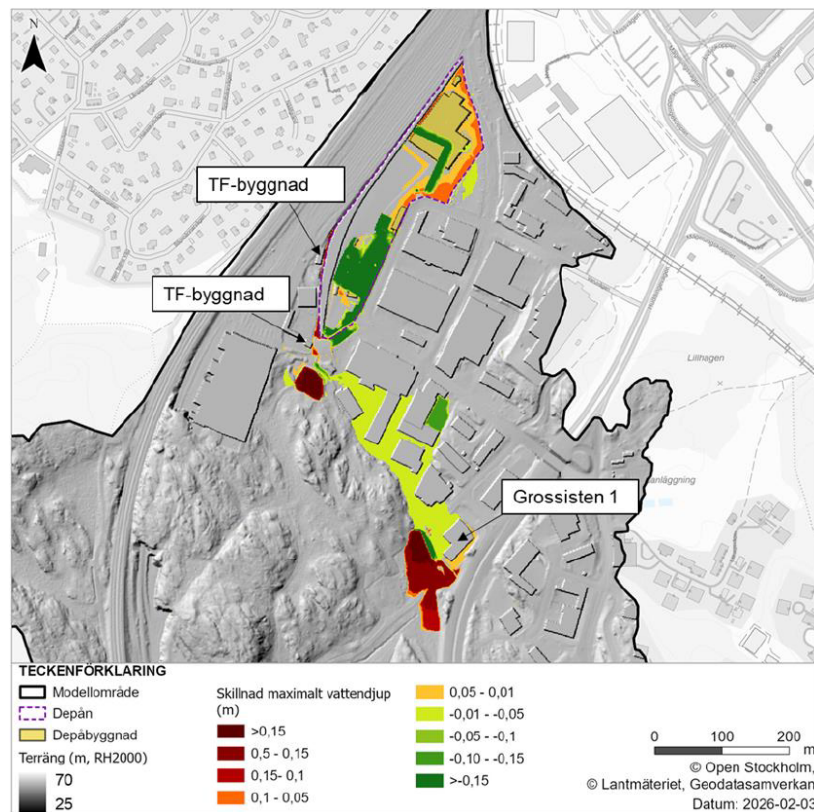 N
TF-byggnad
TF-byggnad
Lillhagen
anläggning
Grossisten 1
TECKENFÖRKLARING
Modellområde
Depån
Depåbyggnad
Terräng (m, RH2000)
70
25
Skillnad maximalt vattendjup
(m)
>0,15
0,5 - 0,15
0,15- 0,1
0,1 - 0,05
0,05 - 0,01
-0,01 - -0,05
-0,05 - -0,1
-0,10 - -0,15
>-0,15
0 100 200
m
© Open Stockholm,
© Lantmäteriet, Geodatasamverkan
Datum: 2026-02-03